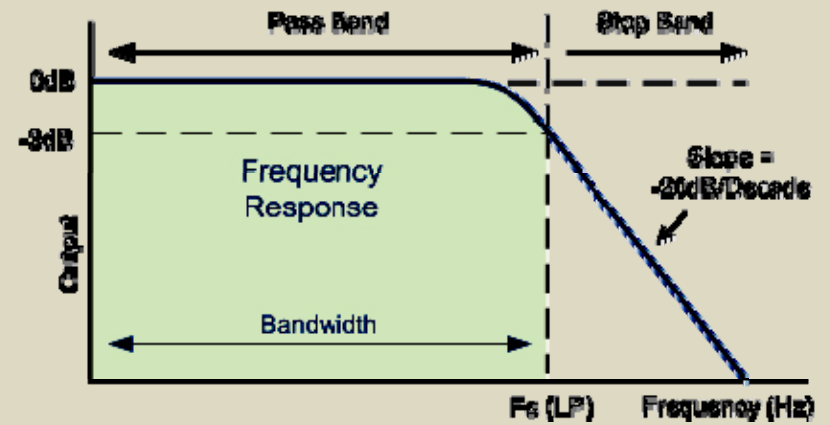 Pass Band
Stop Band
0dB
-3dB
Frequency
Response
Slope =
-20dB/Decade
Output
Bandwidth
Fc (LP)
Frequency (Hz)